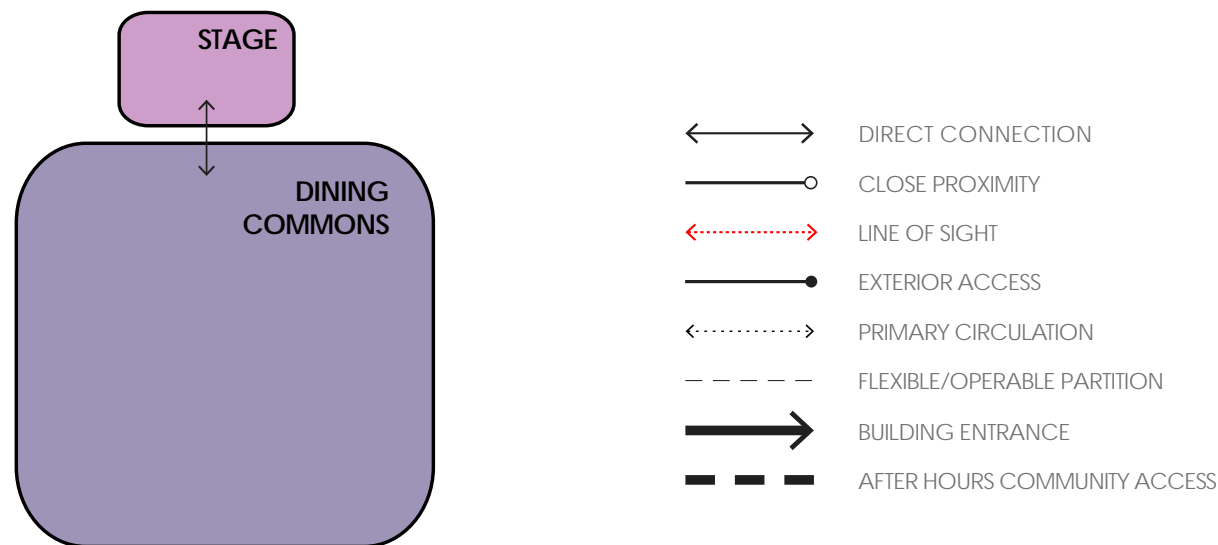 STAGE
DINING
COMMONS
DIRECT CONNECTION
CLOSE PROXIMITY
LINE OF SIGHT
EXTERIOR ACCESS
PRIMARY CIRCULATION
FLEXIBLE/OPERABLE PARTITION
BUILDING ENTRANCE
AFTER HOURS COMMUNITY ACCESS